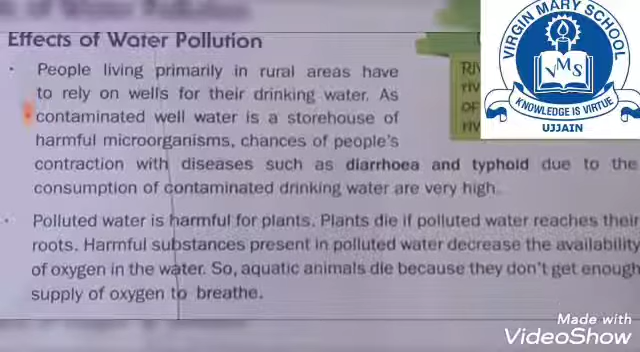 Effects of Water Pollution
People living primarily in rural areas have
to rely on wells for their drinking water. As
contaminated well water is a storehouse of
harmful microorganisms, chances of people's
contraction with diseases such as diarrhoea and typhoid due to the
consumption of contaminated drinking water are very high.
Polluted water is harmful for plants. Plants die if polluted water reaches their
roots. Harmful substances present in polluted water decrease the availability
of oxygen in the water. So, aquatic animals die because they don't get enough
supply of oxygen to breathe.
VIRGIN MARY SCHOOL
VMS
KNOWLEDGE IS VIRTUE
UJJAIN
Made with
VideoShow